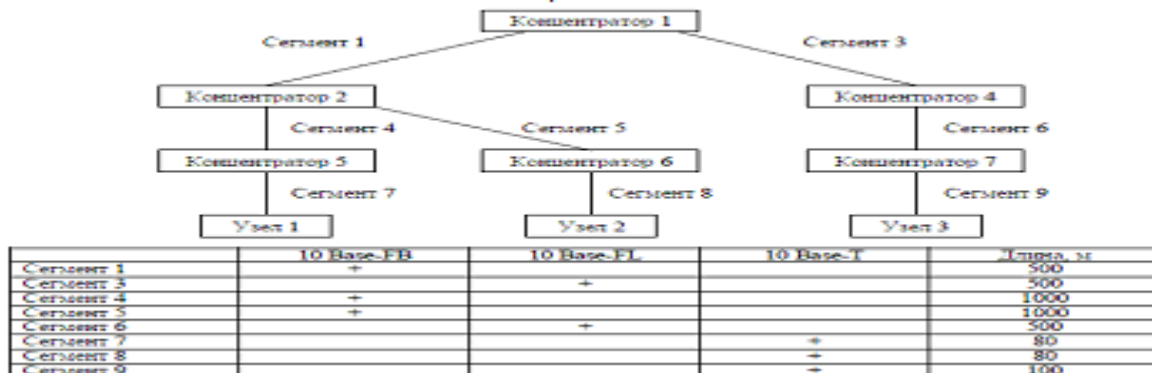 Концентратор 1
Сегмент 1
Сегмент 3
Концентратор 2
Концентратор 4
Сегмент 4
Сегмент 5
Сегмент 6
Концентратор 5
Концентратор 6
Концентратор 7
Сегмент 7
Сегмент 8
Сегмент 9
Узел 1
Узел 2
Узел 3
10 Base-FB 10 Base-FL 10 Base-T Длина, м
Сегмент 1 + 500
Сегмент 3 + 500
Сегмент 4 + 1000
Сегмент 5 + 1000
Сегмент 6 + 500
Сегмент 7 + 80
Сегмент 8 + 80
Сегмент 9 + 100